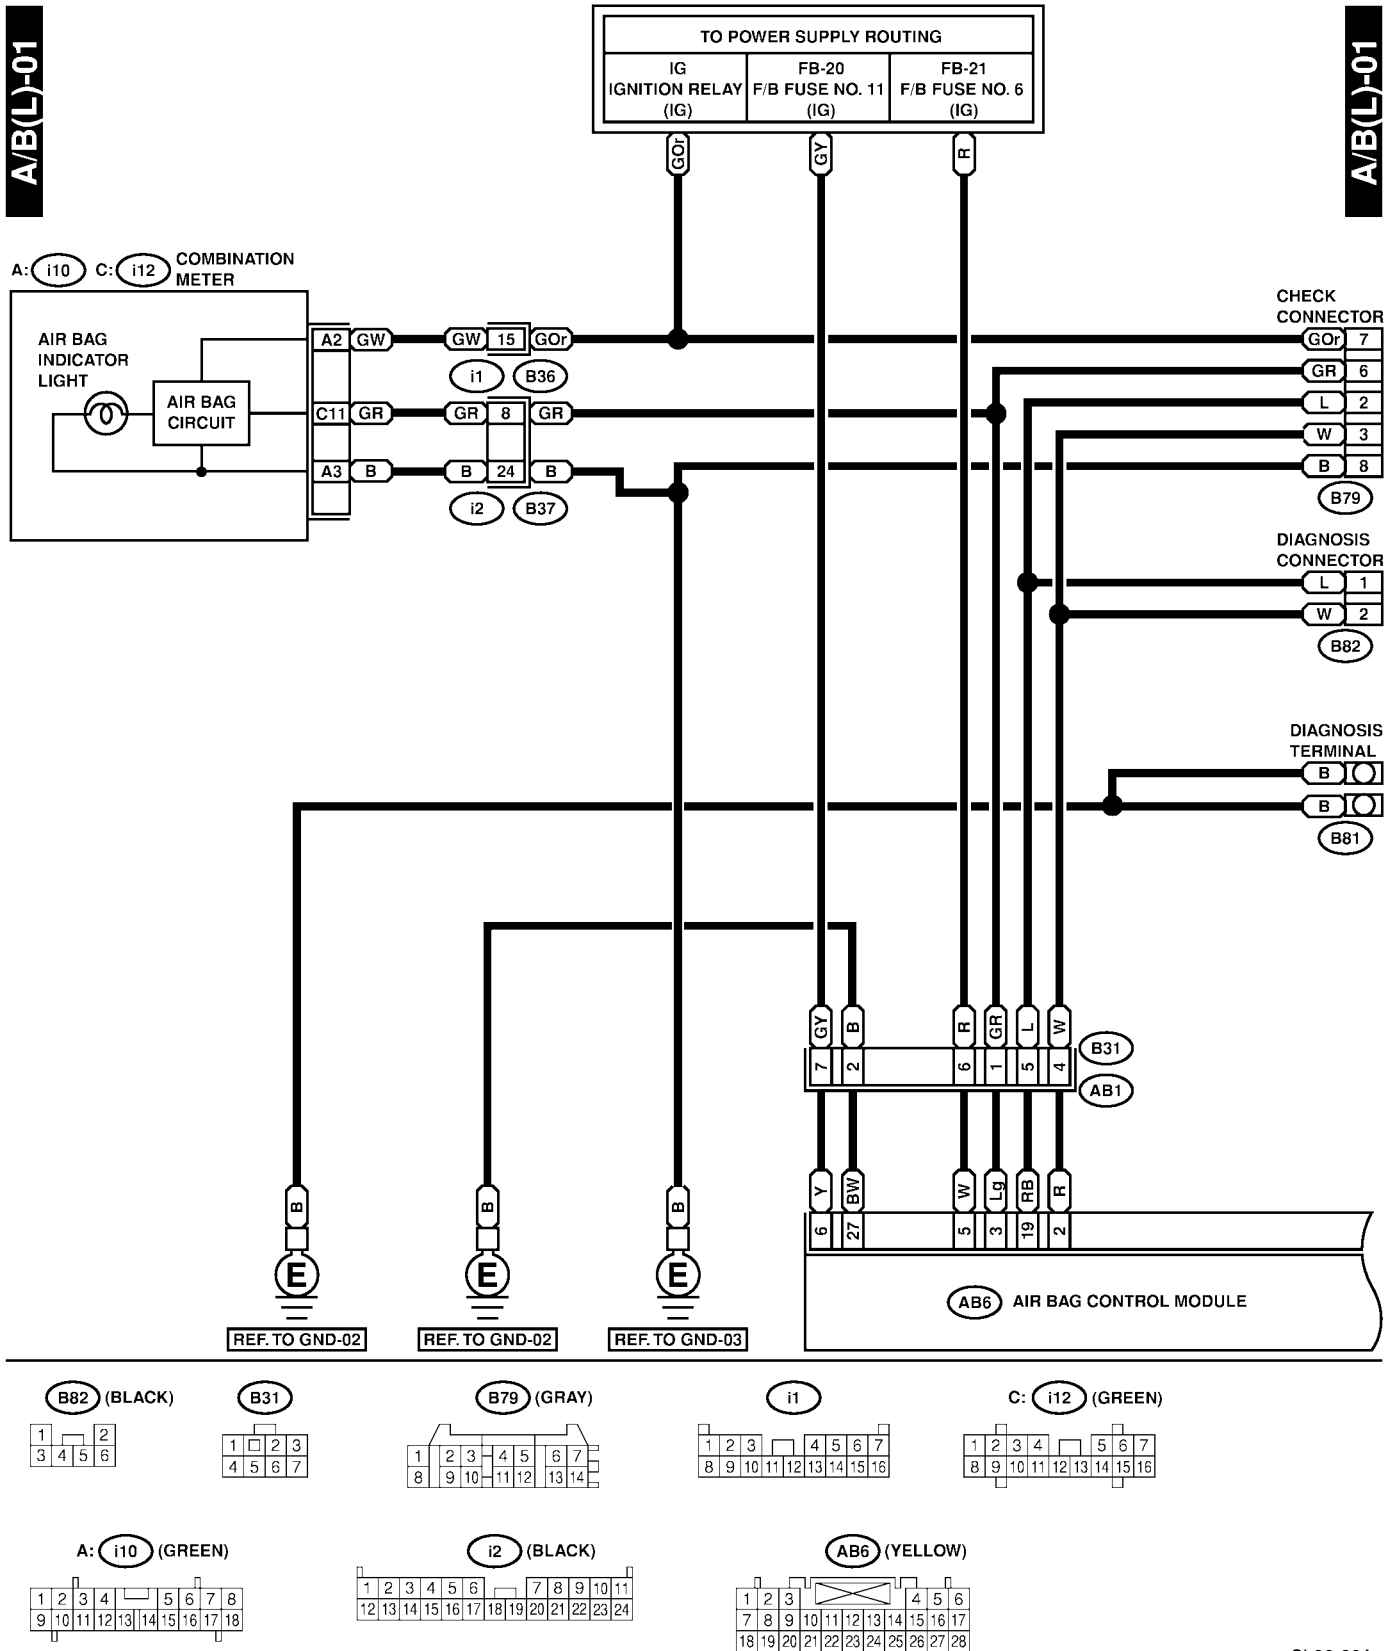 A/B(L)-01
A/B(L)-01
TO POWER SUPPLY ROUTING
IG
IGNITION RELAY
(IG)
FB-20
F/B FUSE NO. 11
(IG)
FB-21
F/B FUSE NO. 6
(IG)
GOr
GY
R
A: i10 C: i12 COMBINATION
METER
AIR BAG
INDICATOR
LIGHT
AIR BAG
CIRCUIT
A2 GW GW 15 GOr
i1 B36
C11 GR GR 8 GR
A3 B B 24 B
i2 B37
CHECK
CONNECTOR
GOr 7
GR 6
L 2
W 3
B 8
B79
DIAGNOSIS
CONNECTOR
L 1
W 2
B82
DIAGNOSIS
TERMINAL
B
B
B81
GY B R GR L W
7 2 6 1 5 4
B31
AB1
Y BW W Lg RB R
6 27 5 3 19 2
AB6 AIR BAG CONTROL MODULE
B B B
E E E
REF. TO GND-02
REF. TO GND-02
REF. TO GND-03
B82 (BLACK)
1 2
3 4 5 6
B31
1 2 3
4 5 6 7
B79 (GRAY)
1 2 3 4 5 6 7
8 9 10 11 12 13 14
i1
1 2 3 4 5 6 7
8 9 10 11 12 13 14 15 16
C: i12 (GREEN)
1 2 3 4 5 6 7
8 9 10 11 12 13 14 15 16
A: i10 (GREEN)
1 2 3 4 5 6 7 8
9 10 11 12 13 14 15 16 17 18
i2 (BLACK)
1 2 3 4 5 6 7 8 9 10 11
12 13 14 15 16 17 18 19 20 21 22 23 24
AB6 (YELLOW)
1 2 3 4 5 6
7 8 9 10 11 12 13 14 15 16 17
18 19 20 21 22 23 24 25 26 27 28